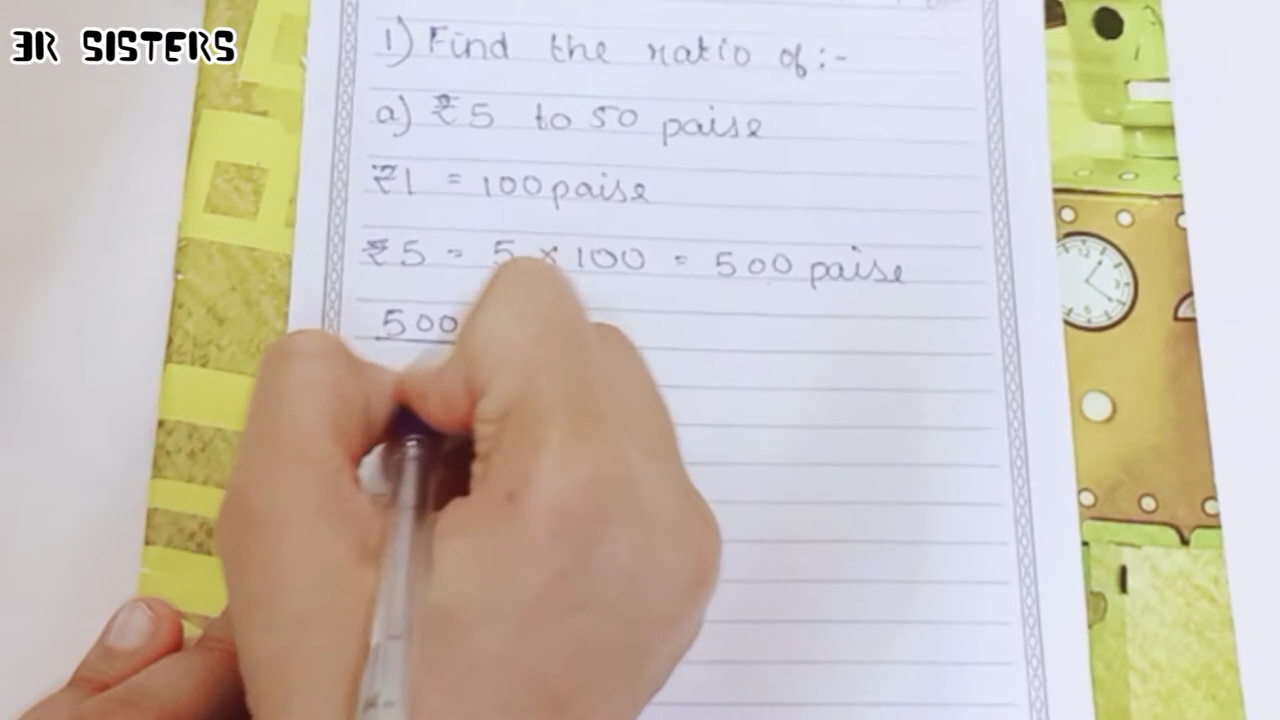 3R SISTERS
1) Find the ratio of :-
a) ₹5 to 50 paise
₹1 = 100 paise
₹5 = 5 × 100 = 500 paise
500